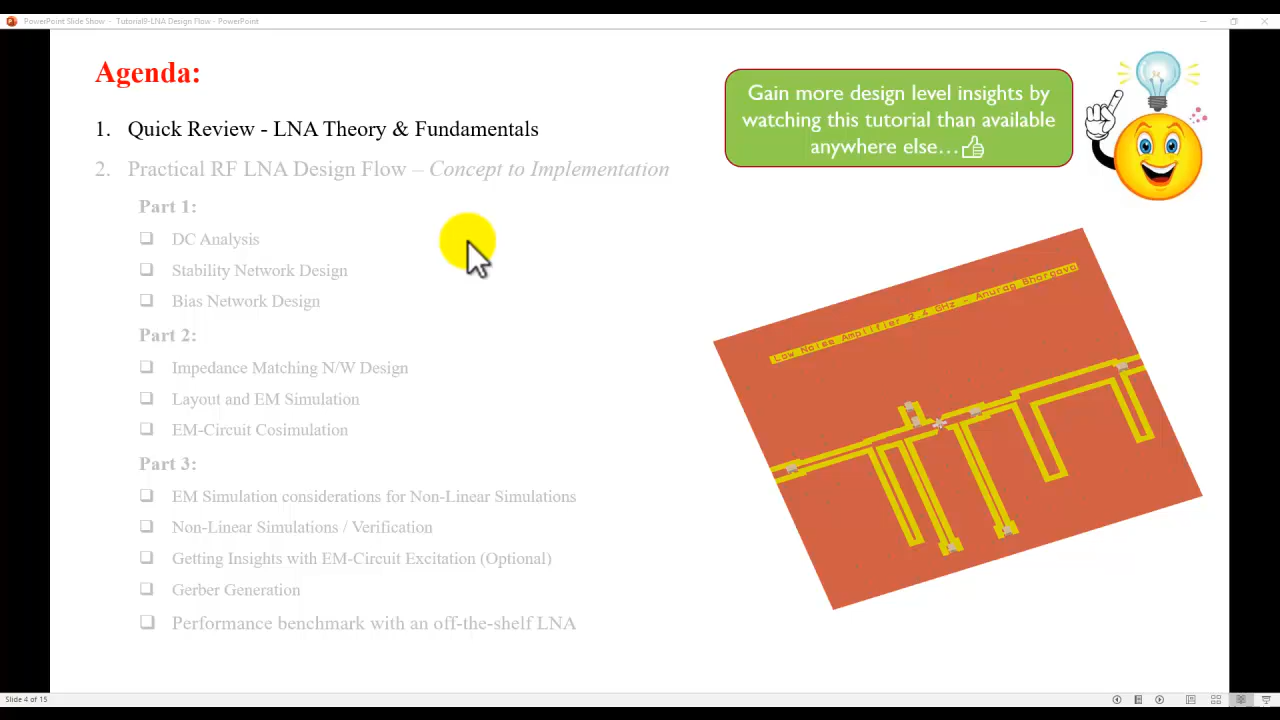 PowerPoint Slide Show - Tutorial9-LNA Design Flow - PowerPoint
Agenda:
1. Quick Review - LNA Theory & Fundamentals
2. Practical RF LNA Design Flow – Concept to Implementation
Part 1:
DC Analysis
Stability Network Design
Bias Network Design
Part 2:
Impedance Matching N/W Design
Layout and EM Simulation
EM-Circuit Cosimulation
Part 3:
EM Simulation considerations for Non-Linear Simulations
Non-Linear Simulations / Verification
Getting Insights with EM-Circuit Excitation (Optional)
Gerber Generation
Performance benchmark with an off-the-shelf LNA
Gain more design level insights by
watching this tutorial than available
anywhere else…
Low Noise Amplifier 2.4 GHz - Anurag Bhargava
Slide 4 of 15